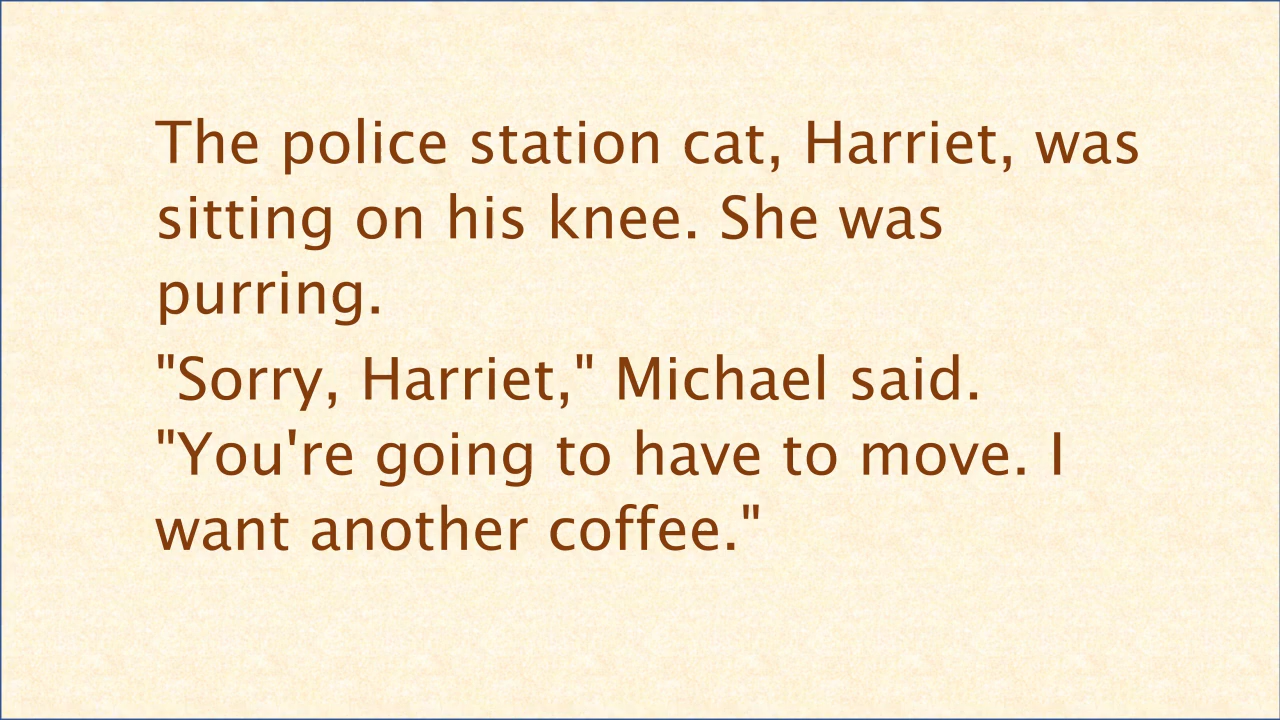 The police station cat, Harriet, was
sitting on his knee. She was
purring.
"Sorry, Harriet," Michael said.
"You're going to have to move. I
want another coffee."